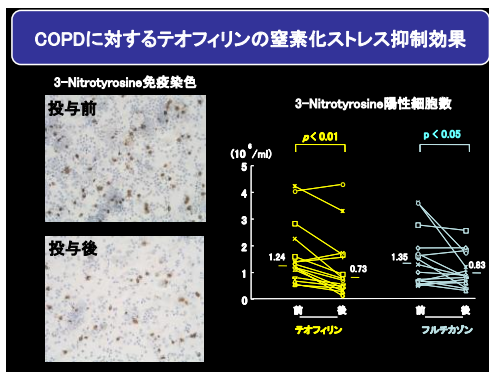 COPDに対するテオフィリンの窒素化ストレス抑制効果
3-Nitrotyrosine免疫染色
投与前
投与後
3-Nitrotyrosine陽性細胞数
p < 0.01
p < 0.05
(10⁶/ml)
5
4
3
2
1
0
1.24
0.73
1.35
0.83
前
後
前
後
テオフィリン
フルチカゾン